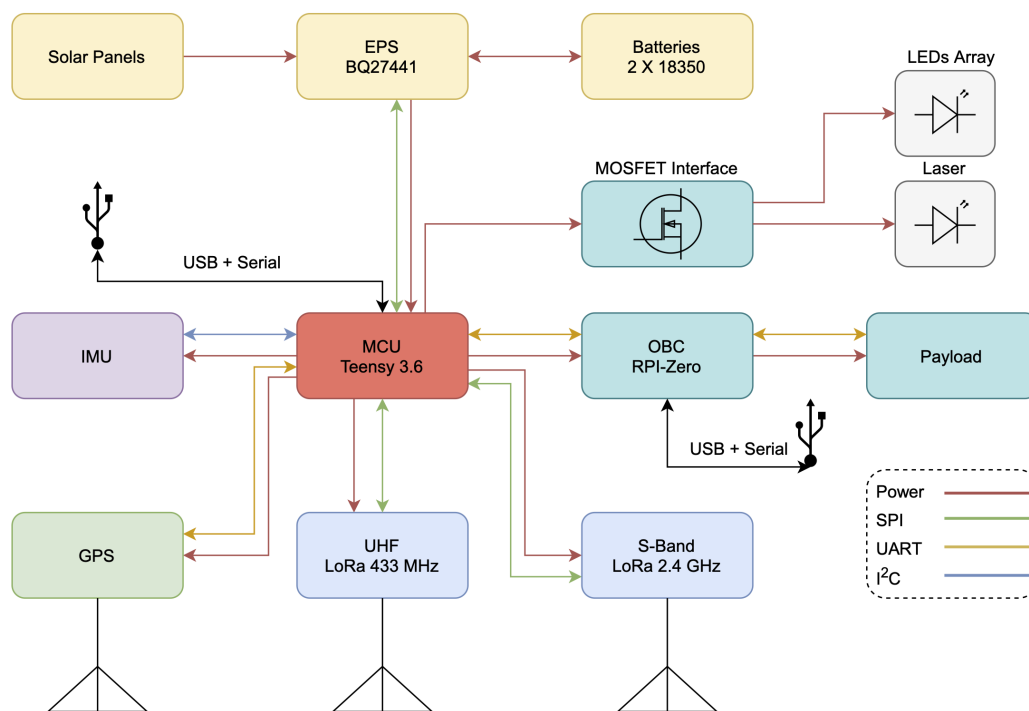 Solar Panels
EPS
BQ27441
Batteries
2 X 18350
LEDs Array
MOSFET Interface
Laser
USB + Serial
IMU
MCU
Teensy 3.6
OBC
RPI-Zero
Payload
USB + Serial
GPS
UHF
LoRa 433 MHz
S-Band
LoRa 2.4 GHz
Power
SPI
UART
I²C